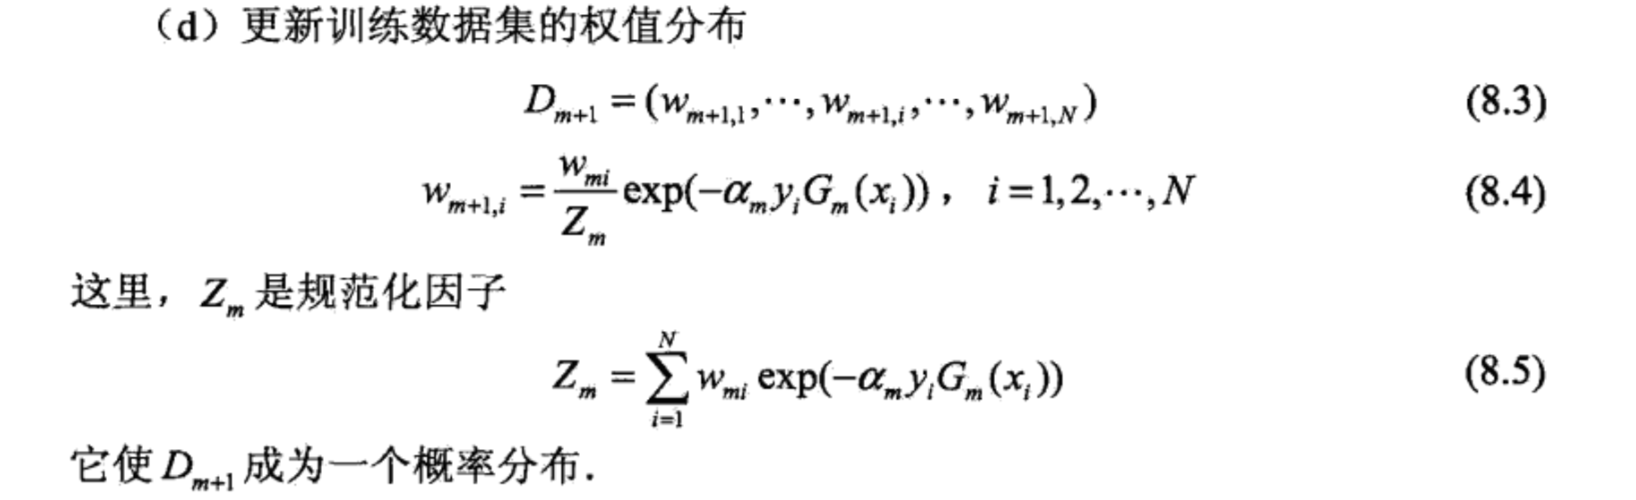 （d）更新训练数据集的权值分布
D_{m+1} = (w_{m+1,1}, ⋯, w_{m+1,i}, ⋯, w_{m+1,N}) (8.3)
w_{m+1,i} = \frac{w_{mi}}{Z_m} exp(−α_m y_i G_m(x_i)), i = 1, 2, ⋯, N (8.4)
这里，Z_m 是规范化因子
Z_m = \sum_{i=1}^{N} w_{mi} exp(−α_m y_i G_m(x_i)) (8.5)
它使 D_{m+1} 成为一个概率分布.